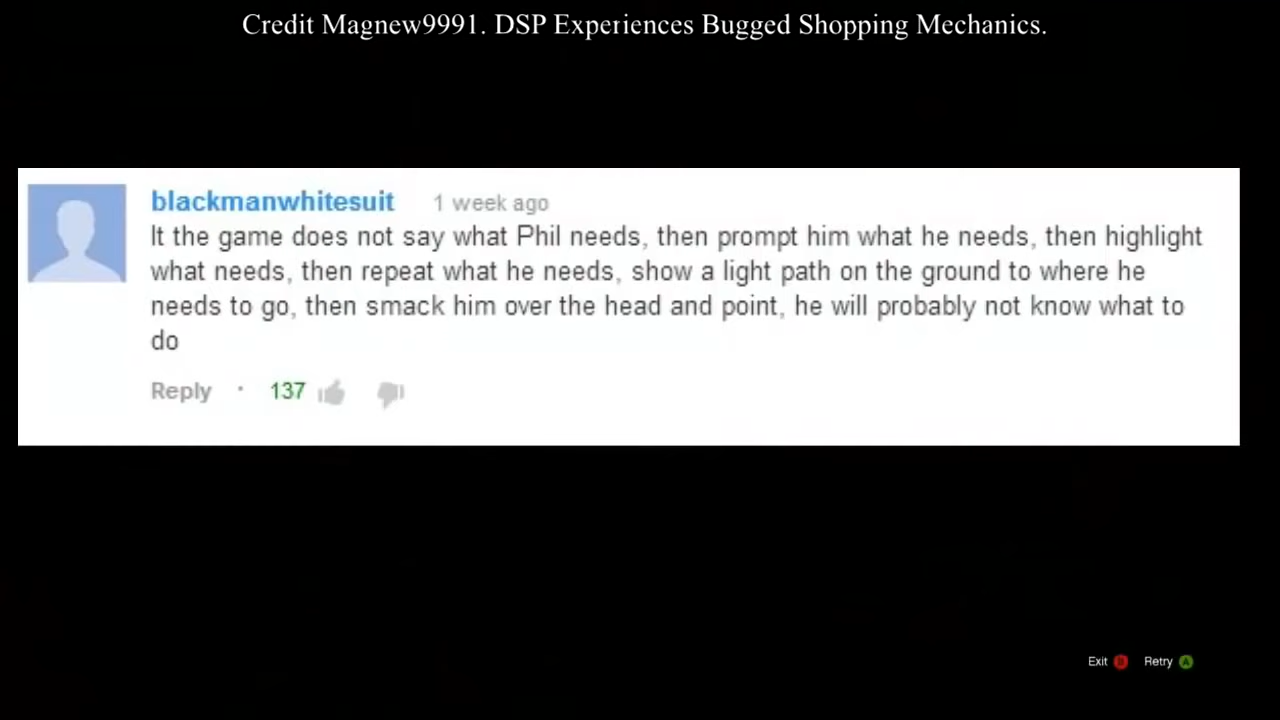 Credit Magnew9991. DSP Experiences Bugged Shopping Mechanics.
blackmanwhitesuit 1 week ago
It the game does not say what Phil needs, then prompt him what he needs, then highlight
what needs, then repeat what he needs, show a light path on the ground to where he
needs to go, then smack him over the head and point, he will probably not know what to
do
Reply · 137
Exit B Retry A